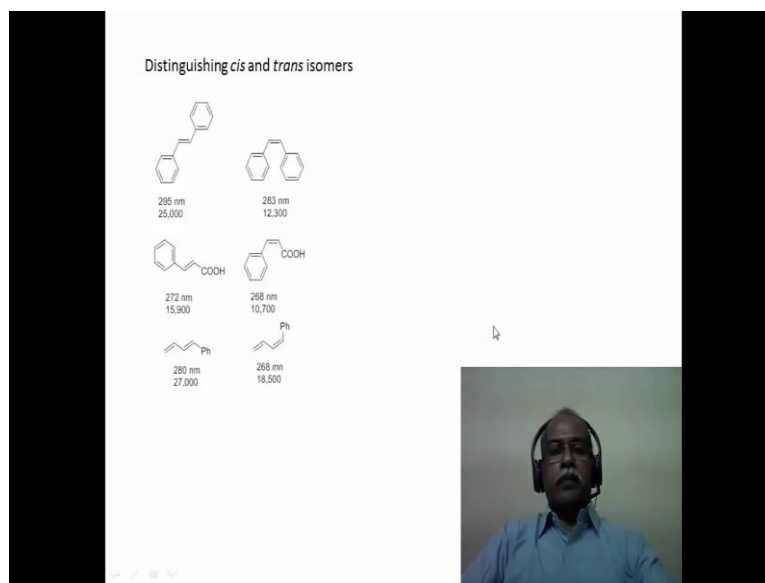 Distinguishing cis and trans isomers
295 nm
25,000
283 nm
12,300
COOH
COOH
272 nm
15,900
268 nm
10,700
Ph
Ph
280 nm
27,000
268 mn
18,500